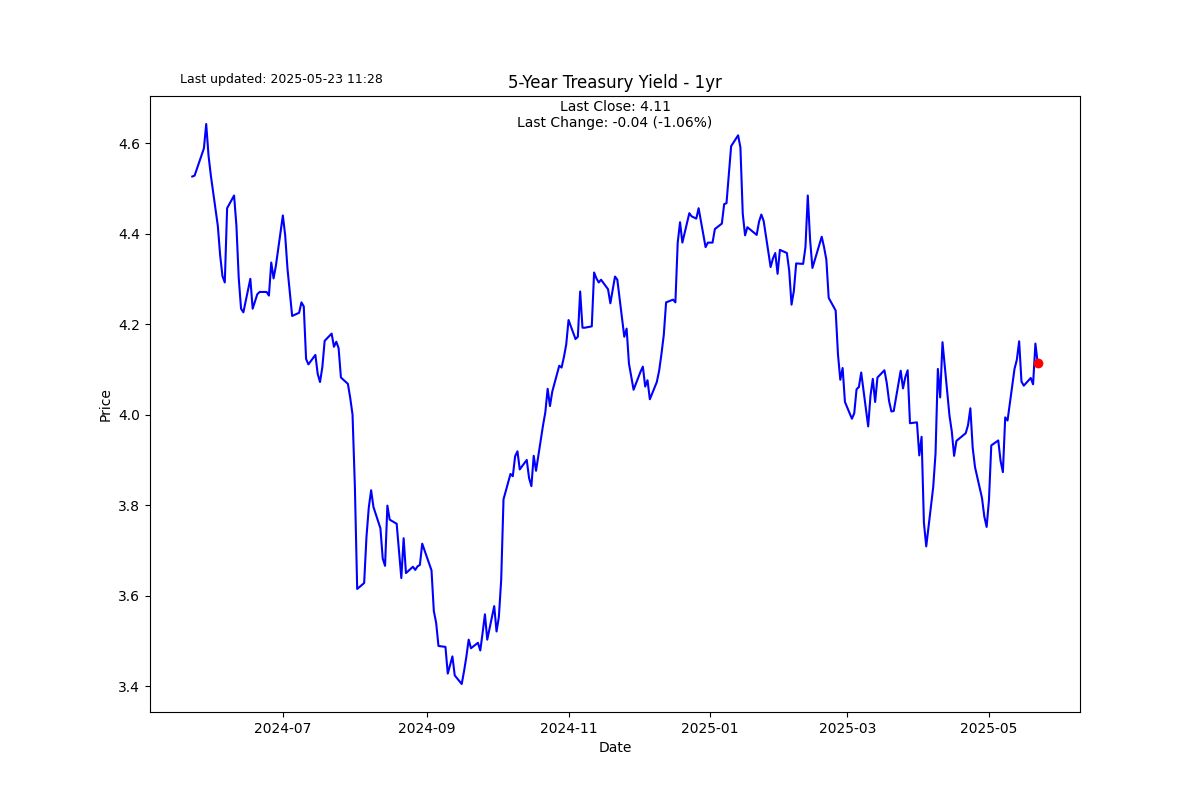 Last updated: 2025-05-23 11:28
5-Year Treasury Yield - 1yr
Last Close: 4.11
Last Change: -0.04 (-1.06%)
4.6
4.4
4.2
4.0
3.8
3.6
3.4
Price
2024-07
2024-09
2024-11
2025-01
2025-03
2025-05
Date